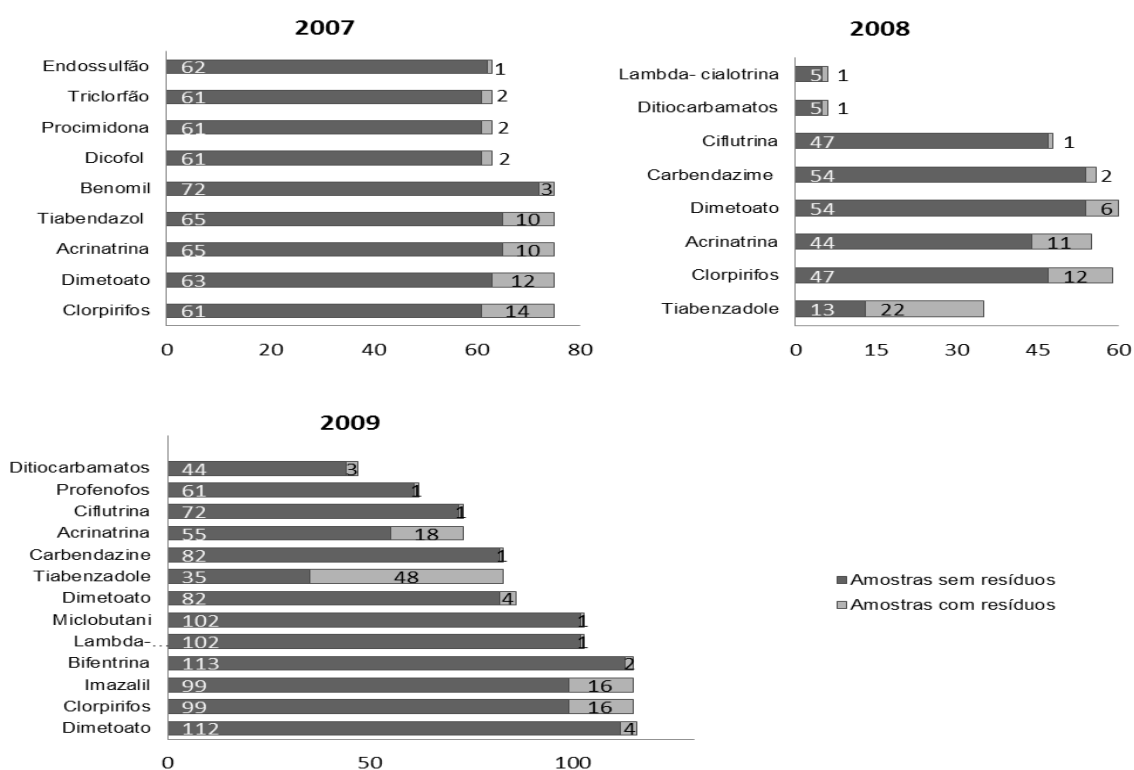 2007
Endossulfão 62 1
Triclorfão 61 2
Procimidona 61 2
Dicofol 61 2
Benomil 72 3
Tiabendazol 65 10
Acrinatrina 65 10
Dimetoato 63 12
Clorpirifos 61 14
0 20 40 60 80
2008
Lambda- cialotrina 5 1
Ditiocarbamatos 5 1
Ciflutrina 47 1
Carbendazime 54 2
Dimetoato 54 6
Acrinatrina 44 11
Clorpirifos 47 12
Tiabenzadole 13 22
0 15 30 45 60
2009
Ditiocarbamatos 44 3
Profenofos 61 1
Ciflutrina 72 1
Acrinatrina 55 18
Carbendazine 82 1
Tiabenzadole 35 48
Dimetoato 82 4
Miclobutani 102 1
Lambda-... 102 1
Bifentrina 113 2
Imazalil 99 16
Clorpirifos 99 16
Dimetoato 112 4
0 50 100
Amostras sem resíduos
Amostras com resíduos